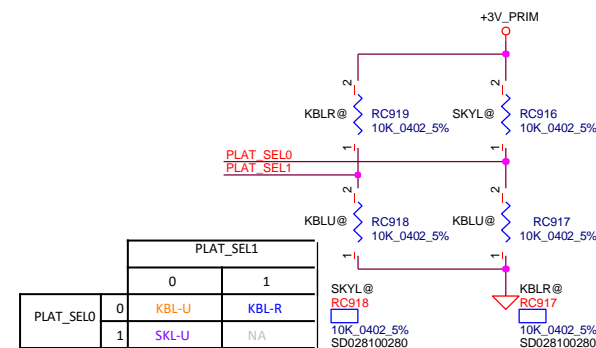 +3V_PRIM
2
2
KBLR@
RC919
10K_0402_5%
SKYL@
RC916
10K_0402_5%
1
1
PLAT_SEL0
PLAT_SEL1
2
2
KBLU@
RC918
10K_0402_5%
KBLU@
RC917
10K_0402_5%
1
1
PLAT_SEL1
0 1
PLAT_SEL0 0 KBL-U KBL-R
1 SKL-U NA
SKYL@
RC918
10K_0402_5%
SD028100280
KBLR@
RC917
10K_0402_5%
SD028100280